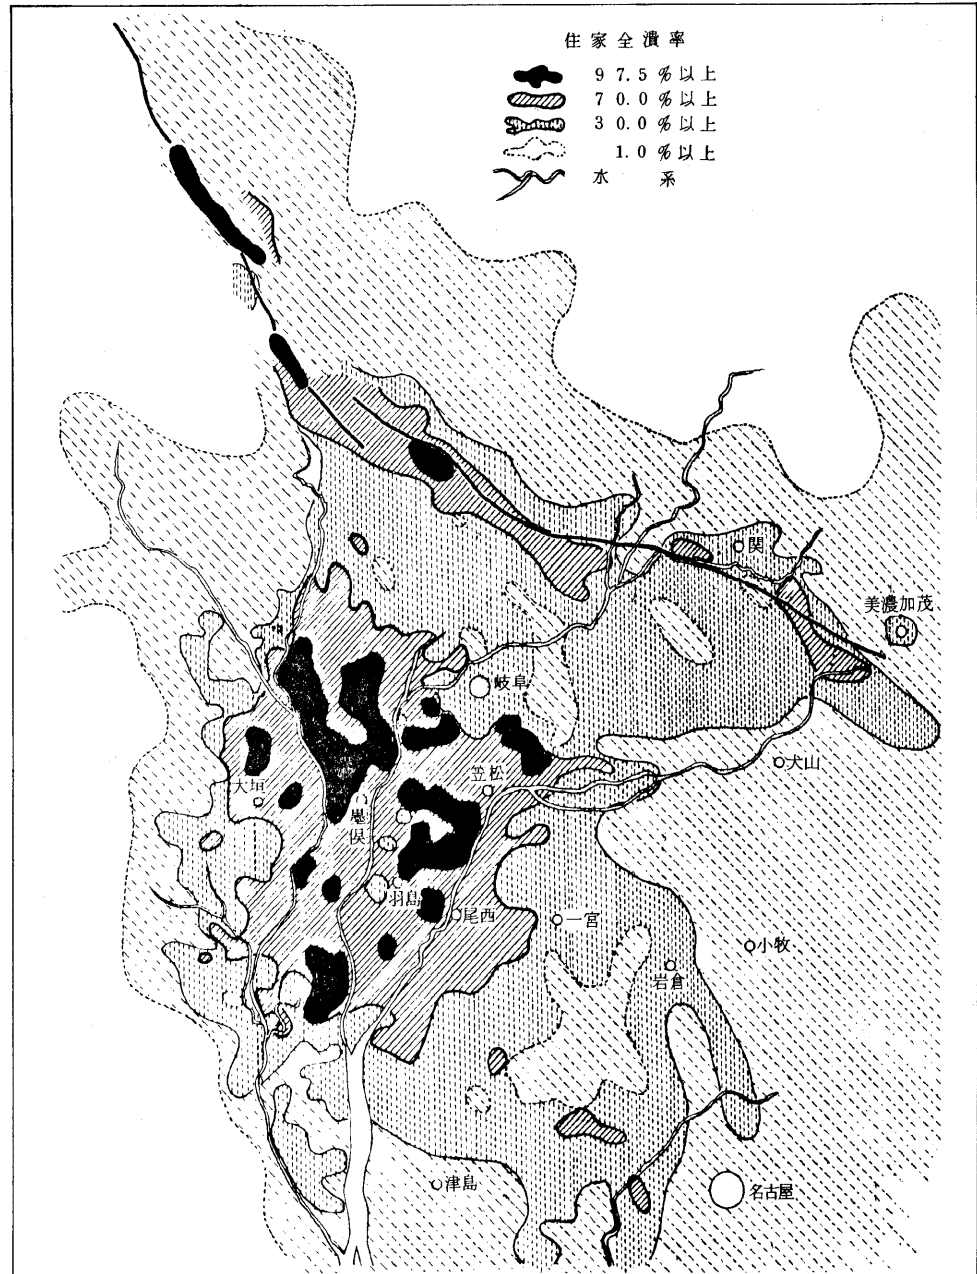 住家全潰率
97.5%以上
70.0%以上
30.0%以上
1.0%以上
水系
関
美濃加茂
岐阜
犬山
笠松
大垣
墨俣
羽島
尾西
一宮
小牧
岩倉
津島
名古屋